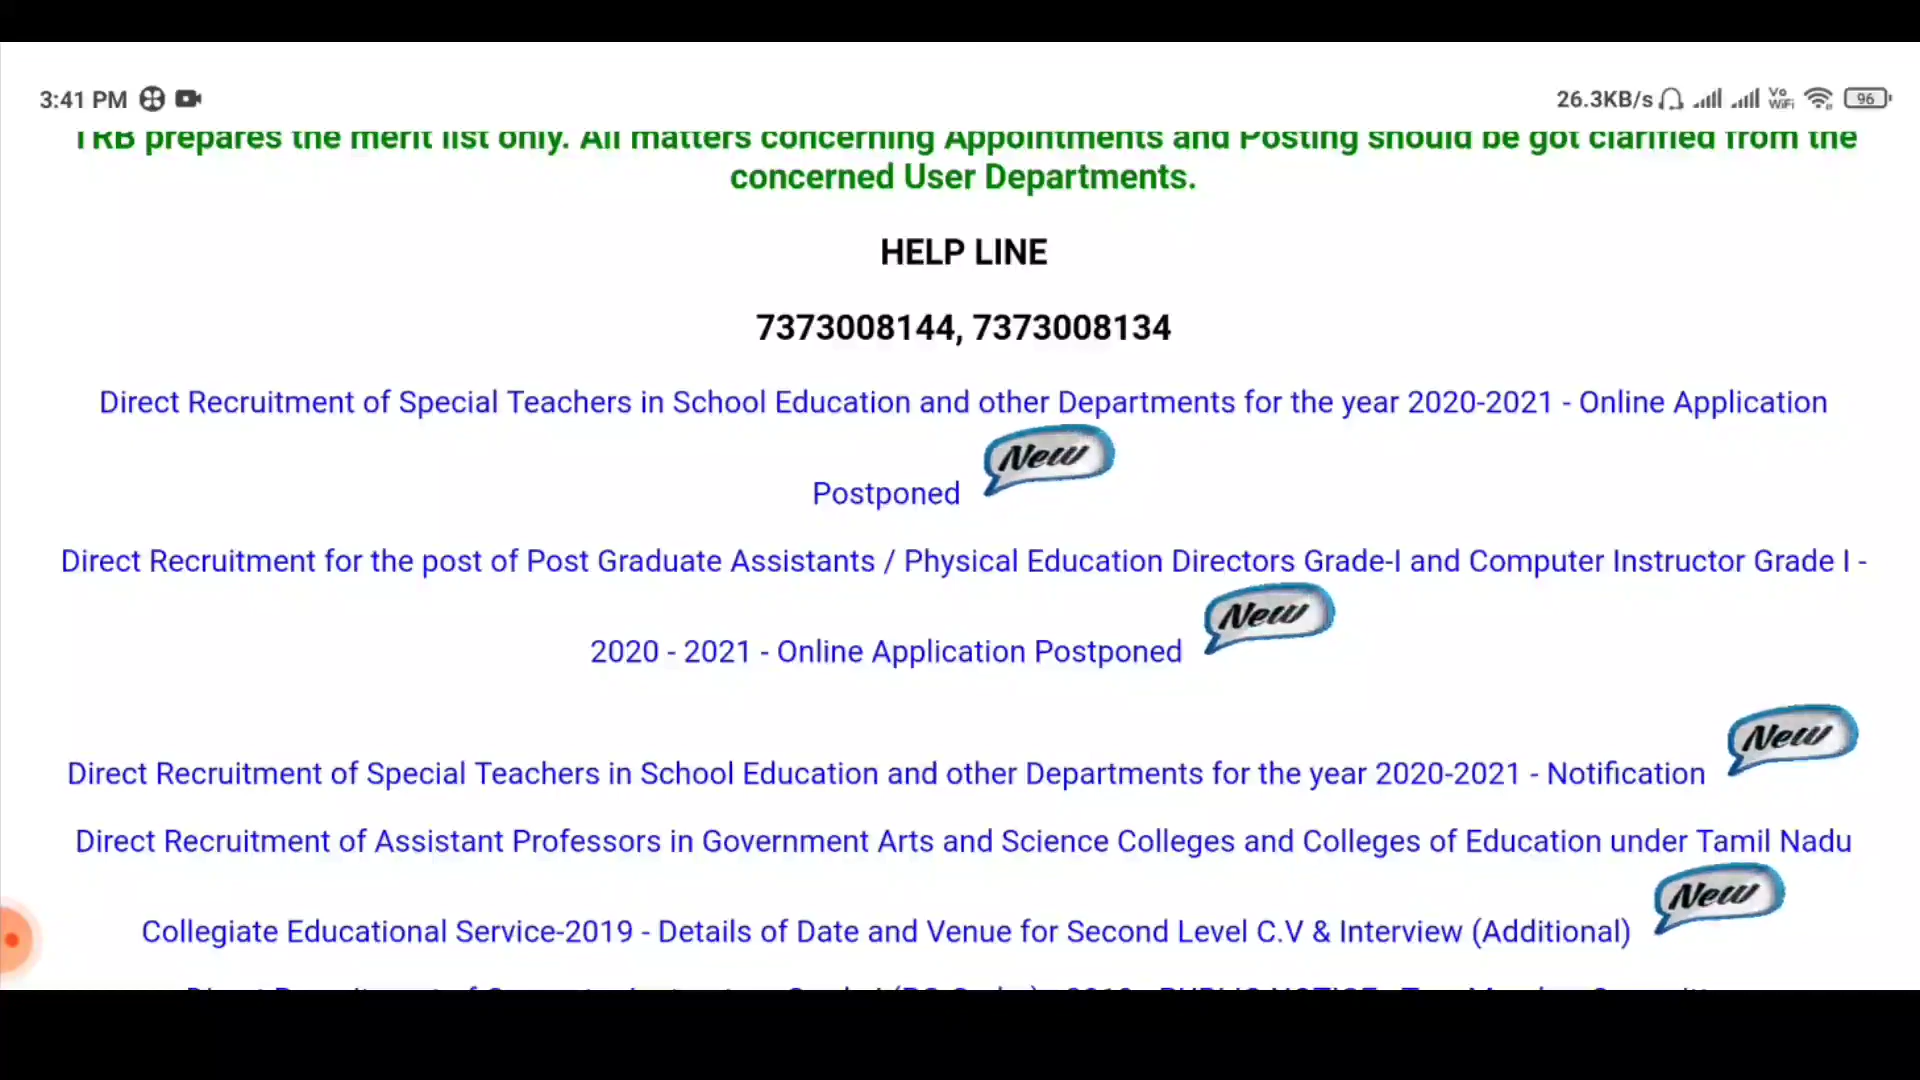 3:41 PM
26.3KB/s Vo WiFi 96
TRB prepares the merit list only. All matters concerning Appointments and Posting should be got clarified from the
concerned User Departments.
HELP LINE
7373008144, 7373008134
Direct Recruitment of Special Teachers in School Education and other Departments for the year 2020-2021 - Online Application
Postponed New
Direct Recruitment for the post of Post Graduate Assistants / Physical Education Directors Grade-I and Computer Instructor Grade I -
2020 - 2021 - Online Application Postponed New
Direct Recruitment of Special Teachers in School Education and other Departments for the year 2020-2021 - Notification New
Direct Recruitment of Assistant Professors in Government Arts and Science Colleges and Colleges of Education under Tamil Nadu
Collegiate Educational Service-2019 - Details of Date and Venue for Second Level C.V & Interview (Additional) New